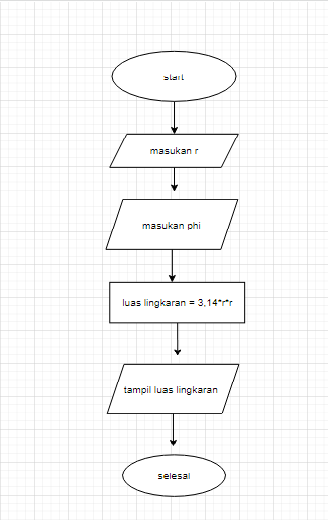 start
masukan r
masukan phi
luas lingkaran = 3,14*r*r
tampil luas lingkaran
selesai